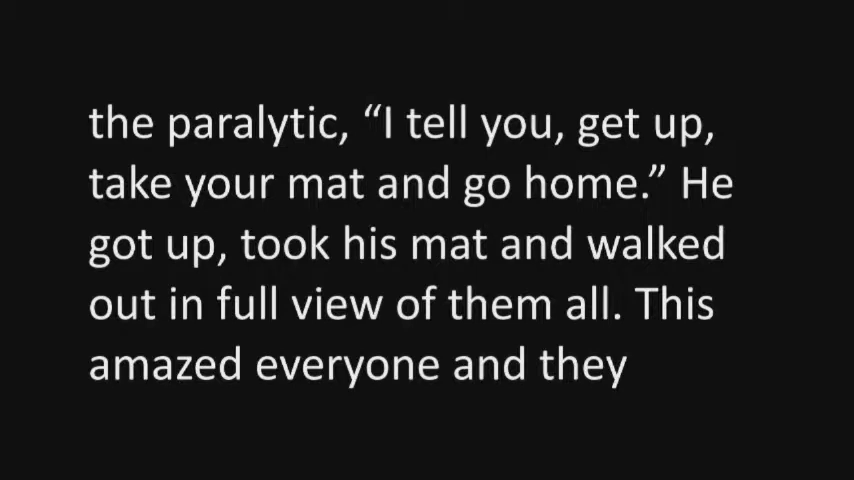 the paralytic, “I tell you, get up,
take your mat and go home.” He
got up, took his mat and walked
out in full view of them all. This
amazed everyone and they